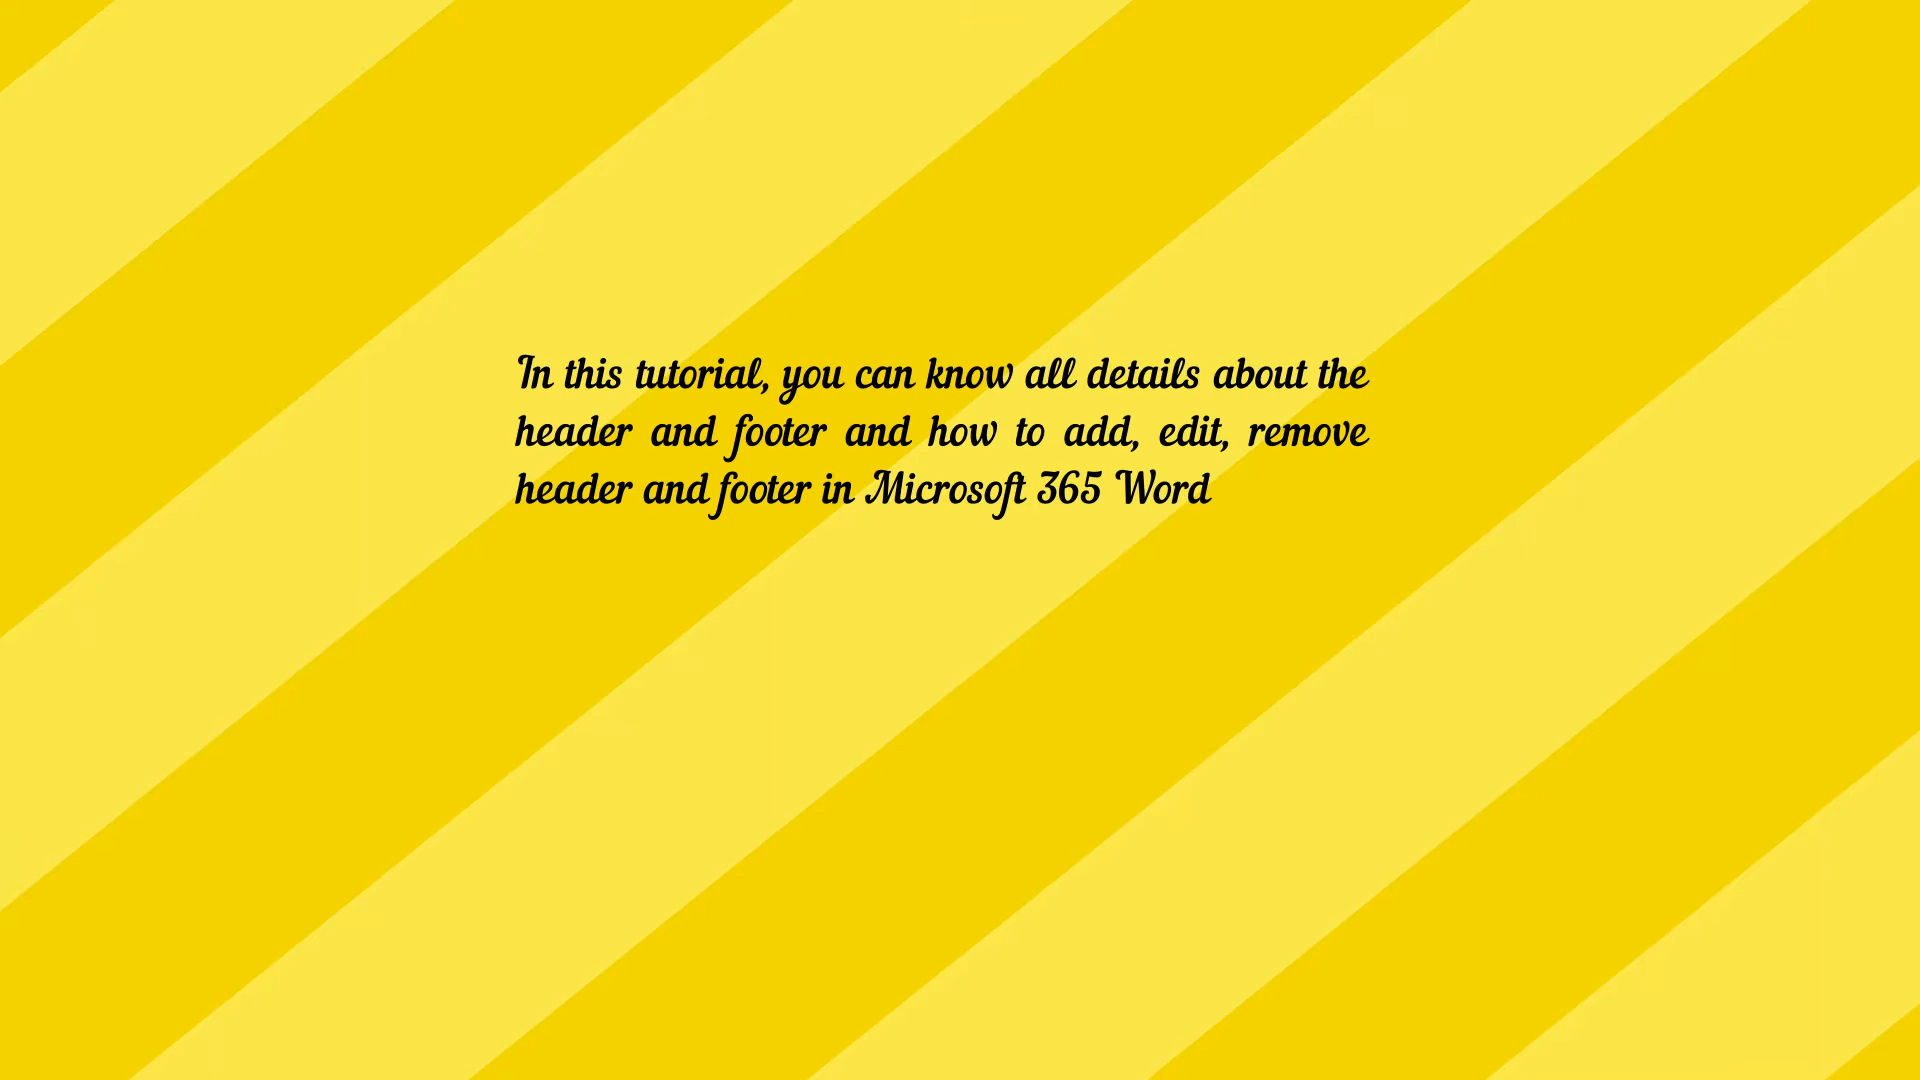 In this tutorial, you can know all details about the
header and footer and how to add, edit, remove
header and footer in Microsoft 365 Word